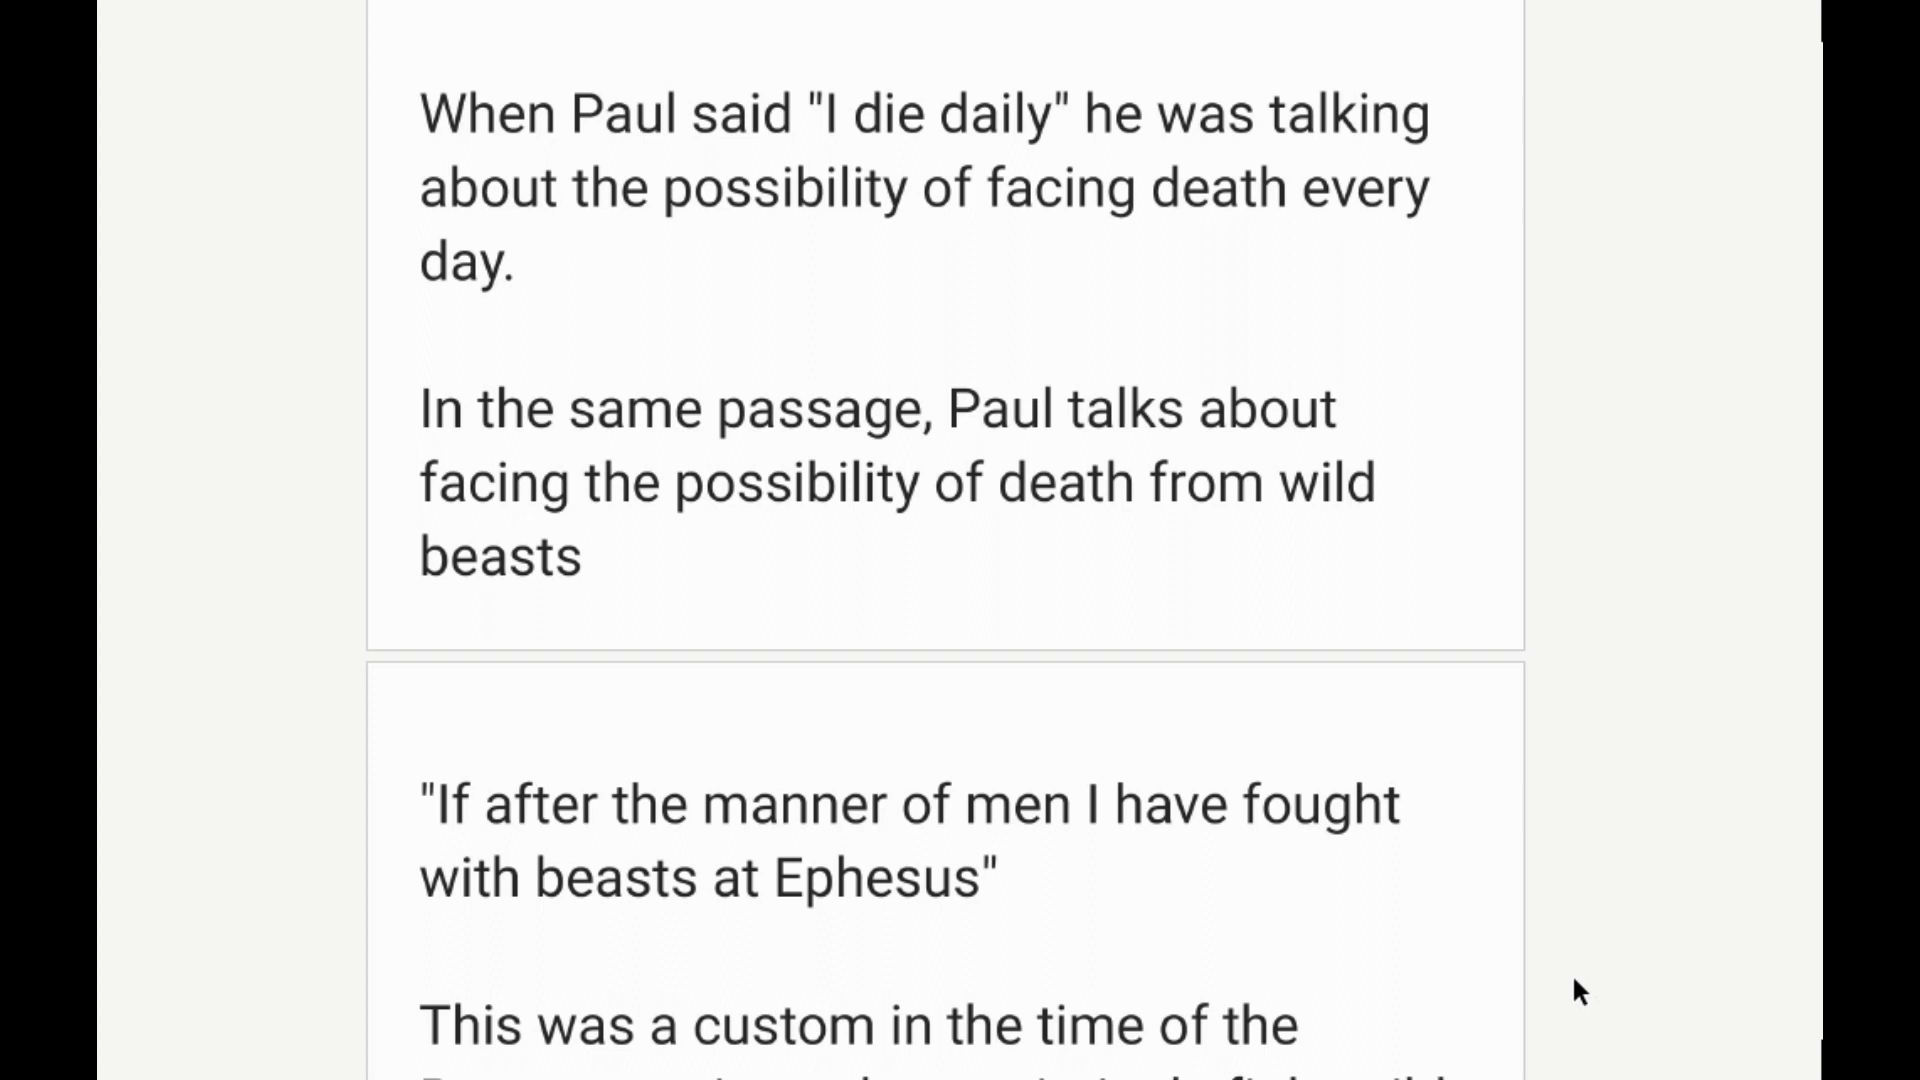 When Paul said "I die daily" he was talking
about the possibility of facing death every
day.
In the same passage, Paul talks about
facing the possibility of death from wild
beasts
"If after the manner of men I have fought
with beasts at Ephesus"
This was a custom in the time of the